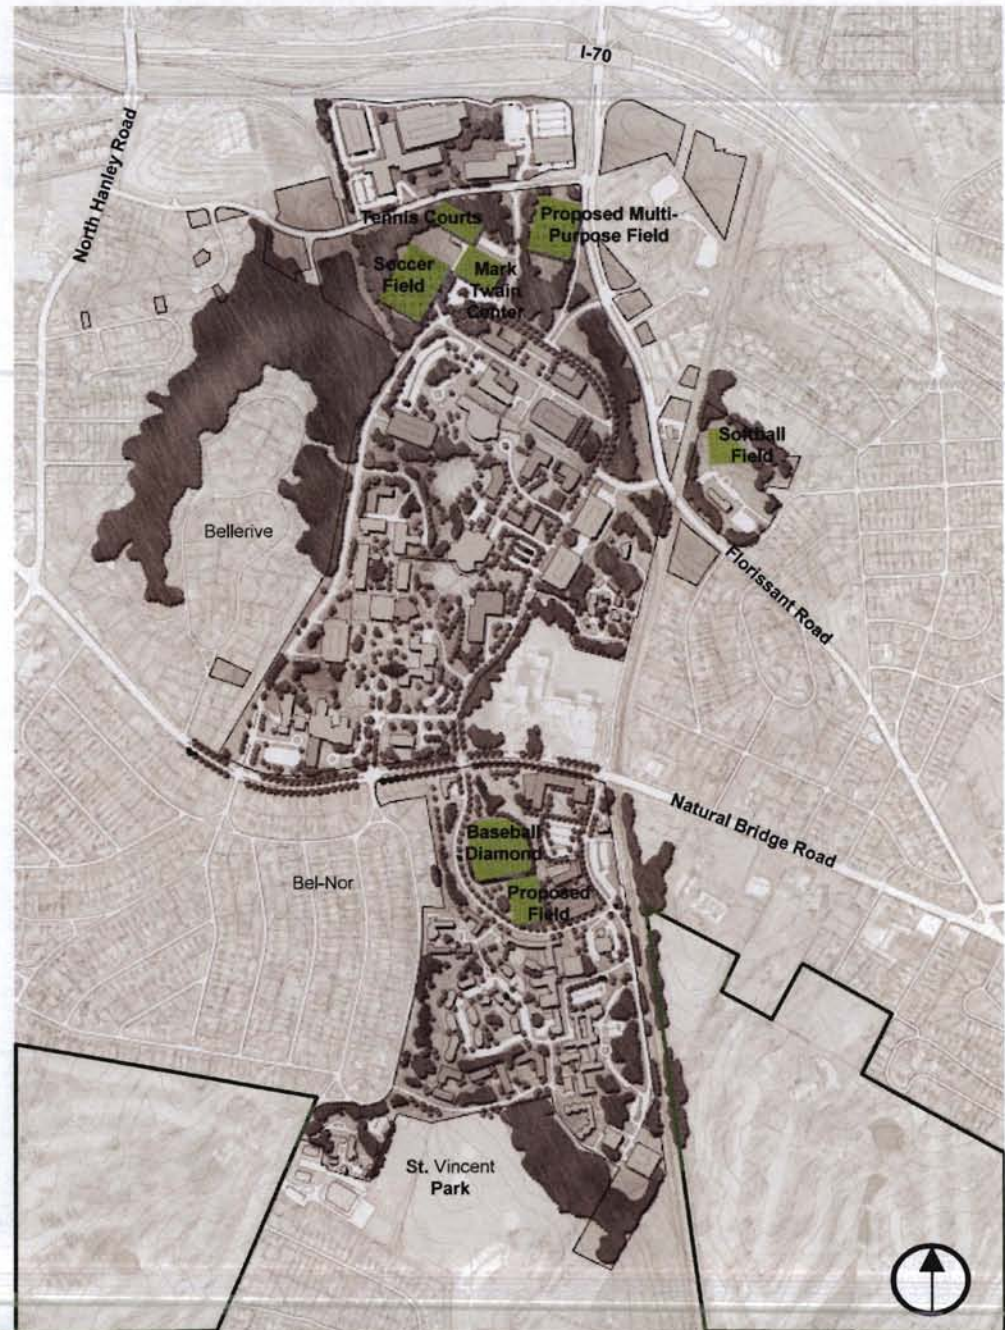 I-70
North Hanley Road
Tennis Courts
Proposed Multi-
Purpose Field
Soccer
Field
Mark
Twain
Center
Softball
Field
Bellerive
Florissant Road
Natural Bridge Road
Baseball
Diamond
Bel-Nor
Proposed
Field
St. Vincent
Park